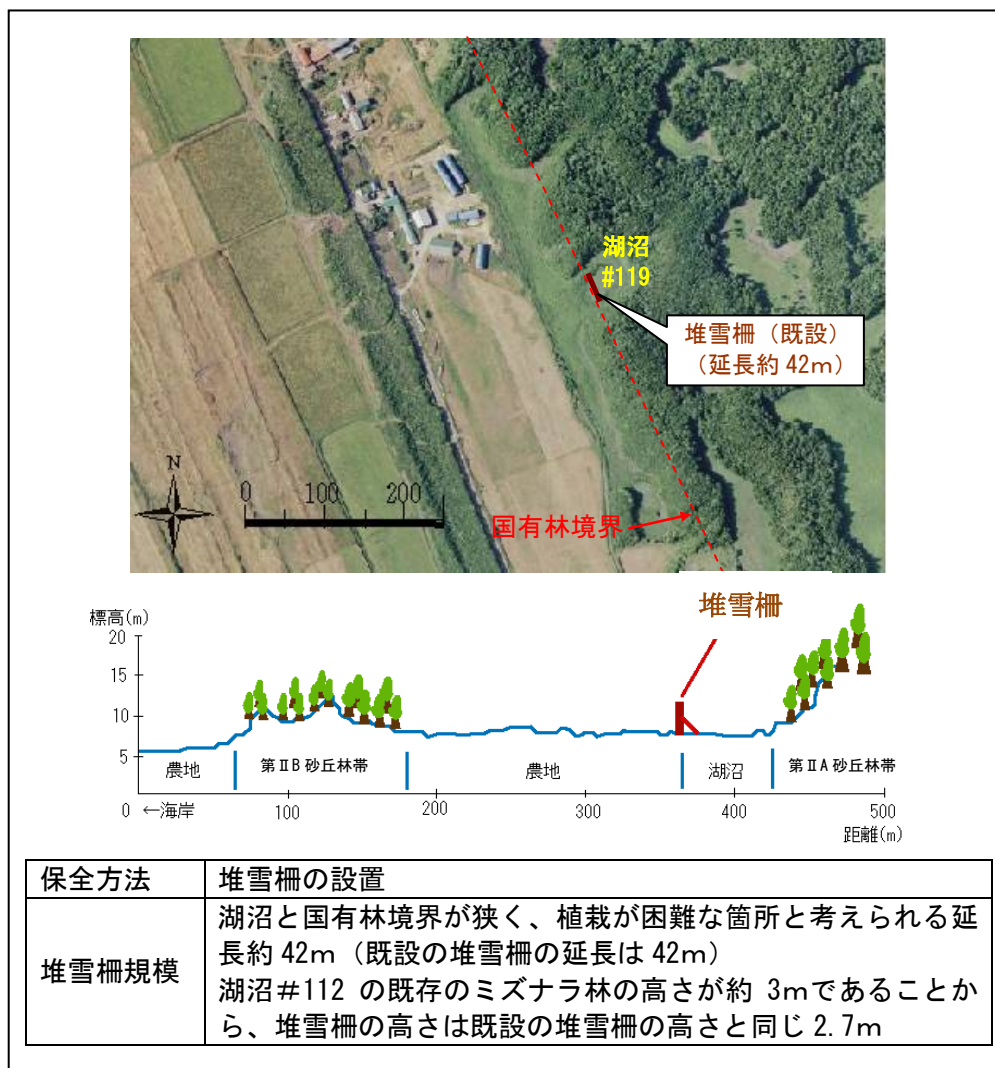 湖沼
#119
堆雪柵（既設）
（延長約 42m）
N
0 100 200
国有林境界
堆雪柵
標高(m)
20
15
10
5
農地
第ⅡB 砂丘林帯
農地
湖沼
第ⅡA 砂丘林帯
0 ←海岸 100 200 300 400 500
距離(m)
保全方法 堆雪柵の設置
堆雪柵規模
湖沼と国有林境界が狭く、植栽が困難な箇所と考えられる延
長約 42m（既設の堆雪柵の延長は 42m）
湖沼＃112 の既存のミズナラ林の高さが約 3mであることか
ら、堆雪柵の高さは既設の堆雪柵の高さと同じ 2.7m